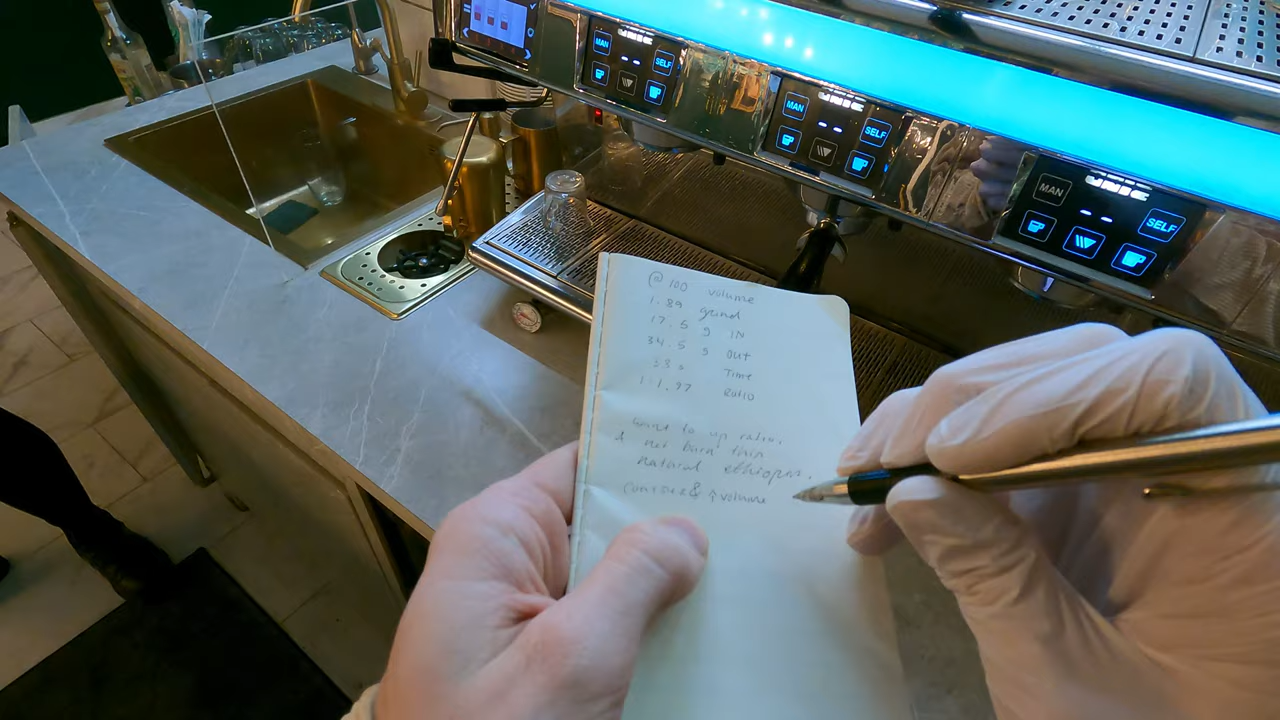 MAN
SELF
MAN
SELF
MAN
SELF
@ 100 volume
1.89 grind
17.5 g IN
34.5 g OUT
33 s Time
1:1.97 RATIO
want to up ratio,
& not burn this
natural ethiopia.
↑volume